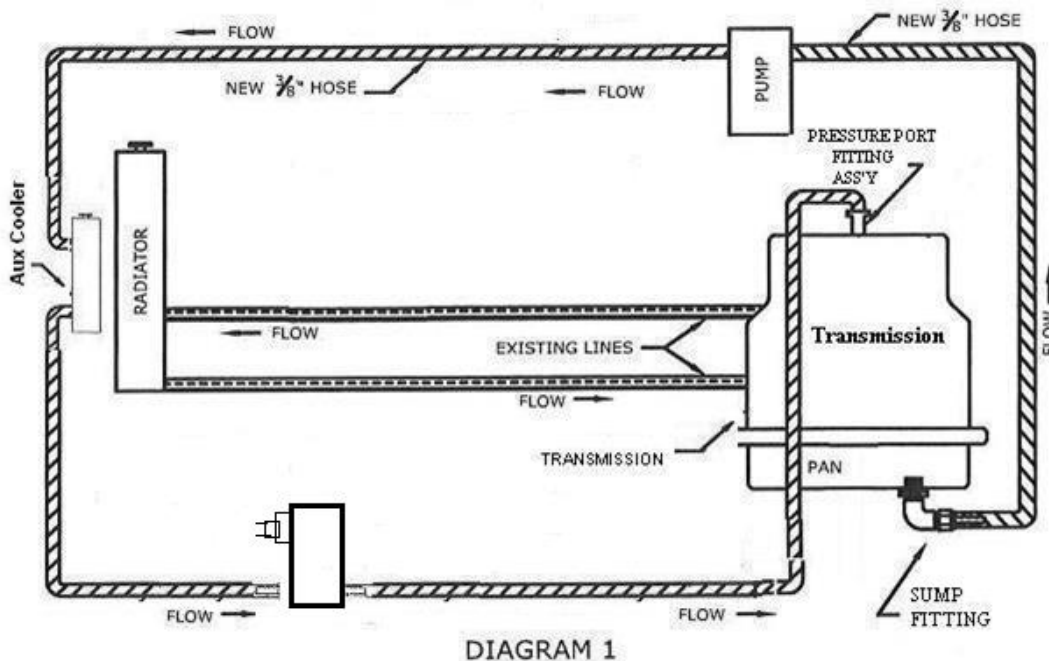 FLOW
NEW 3/8" HOSE
NEW 3/8" HOSE
FLOW
PUMP
PRESSURE PORT
FITTING
ASS'Y
Aux Cooler
RADIATOR
FLOW
EXISTING LINES
Transmission
FLOW
FLOW
TRANSMISSION
PAN
SUMP
FITTING
FLOW
FLOW
DIAGRAM 1